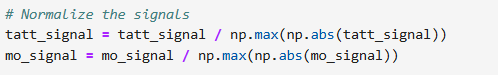 # Normalize the signals
tatt_signal = tatt_signal / np.max(np.abs(tatt_signal))
mo_signal = mo_signal / np.max(np.abs(mo_signal))